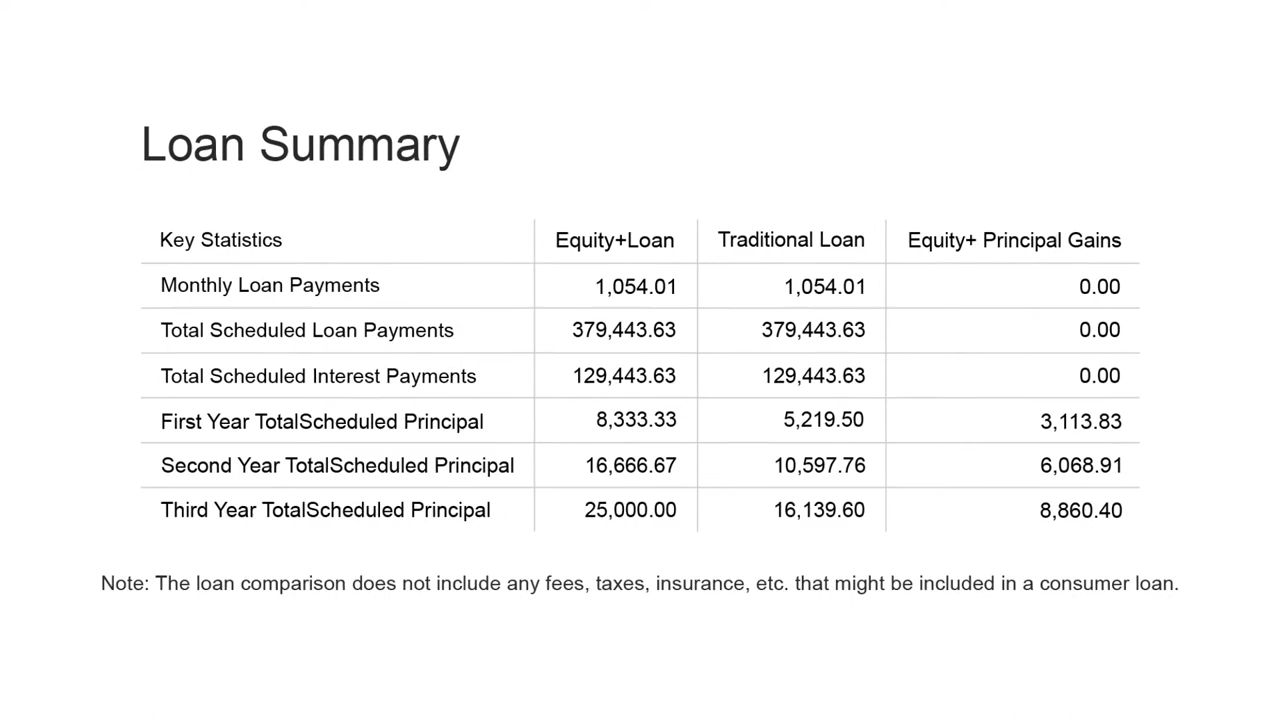 Loan Summary
Key Statistics Equity+Loan Traditional Loan Equity+ Principal Gains
Monthly Loan Payments 1,054.01 1,054.01 0.00
Total Scheduled Loan Payments 379,443.63 379,443.63 0.00
Total Scheduled Interest Payments 129,443.63 129,443.63 0.00
First Year TotalScheduled Principal 8,333.33 5,219.50 3,113.83
Second Year TotalScheduled Principal 16,666.67 10,597.76 6,068.91
Third Year TotalScheduled Principal 25,000.00 16,139.60 8,860.40
Note: The loan comparison does not include any fees, taxes, insurance, etc. that might be included in a consumer loan.